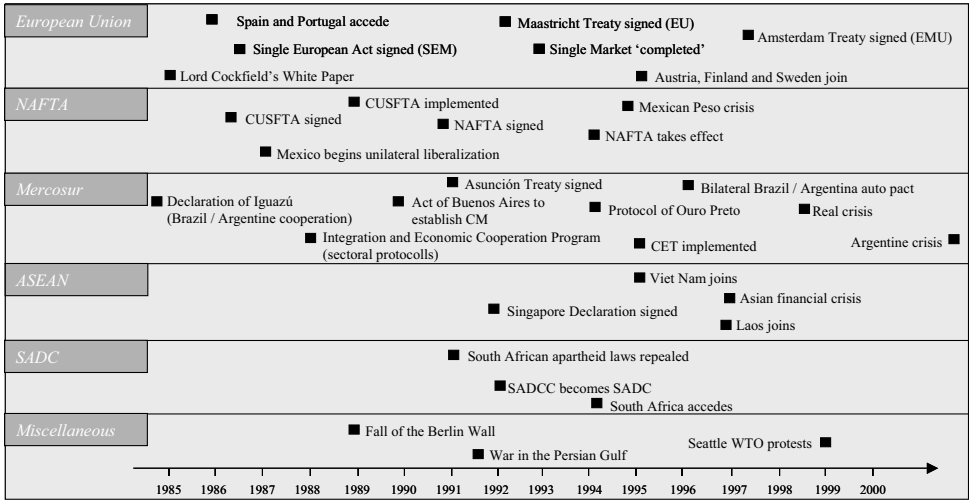 European Union
Spain and Portugal accede
Maastricht Treaty signed (EU)
Amsterdam Treaty signed (EMU)
Single European Act signed (SEM)
Single Market ‘completed’
Lord Cockfield’s White Paper
Austria, Finland and Sweden join
NAFTA
CUSFTA implemented
Mexican Peso crisis
CUSFTA signed
NAFTA signed
NAFTA takes effect
Mexico begins unilateral liberalization
Mercosur
Asunción Treaty signed
Bilateral Brazil / Argentina auto pact
Declaration of Iguazú
(Brazil / Argentine cooperation)
Act of Buenos Aires to
establish CM
Protocol of Ouro Preto
Real crisis
Integration and Economic Cooperation Program
(sectoral protocolls)
CET implemented
Argentine crisis
ASEAN
Viet Nam joins
Asian financial crisis
Singapore Declaration signed
Laos joins
SADC
South African apartheid laws repealed
SADCC becomes SADC
South Africa accedes
Miscellaneous
Fall of the Berlin Wall
Seattle WTO protests
War in the Persian Gulf
1985 1986 1987 1988 1989 1990 1991 1992 1993 1994 1995 1996 1997 1998 1999 2000